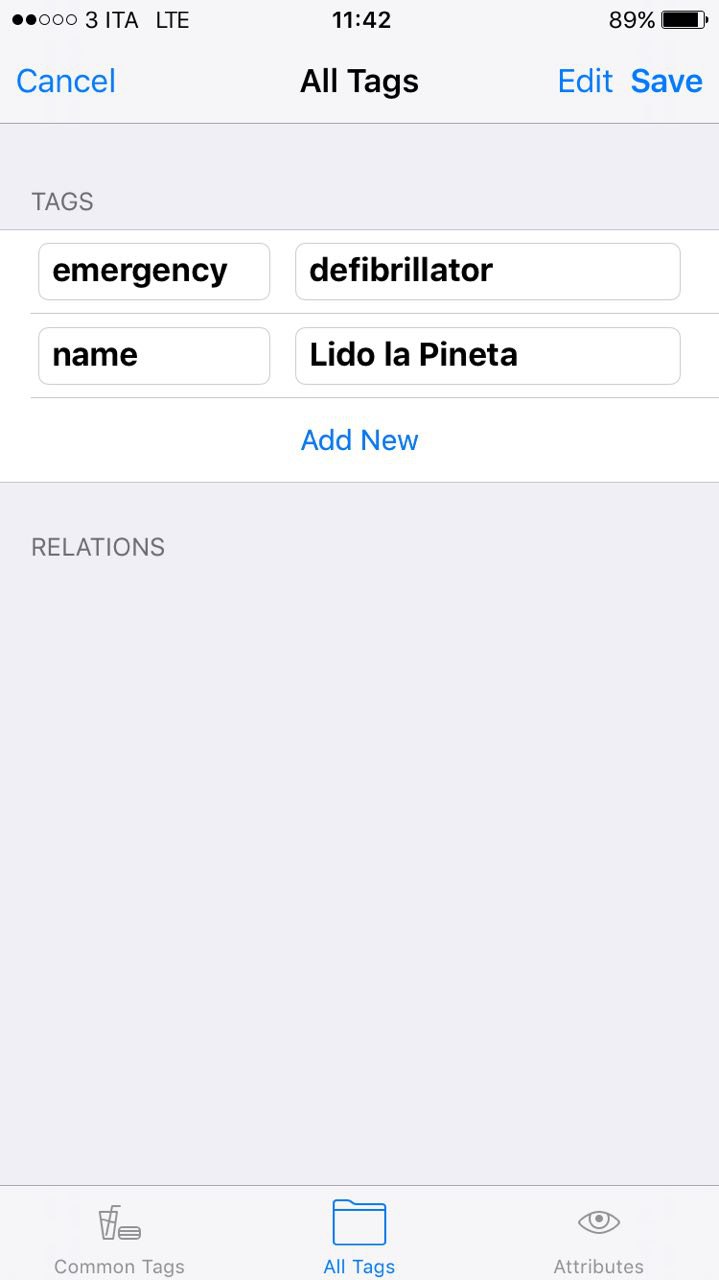 ●●○○○ 3 ITA LTE 11:42 89%
Cancel All Tags Edit Save
TAGS
emergency defibrillator
name Lido la Pineta
Add New
RELATIONS
Common Tags All Tags Attributes